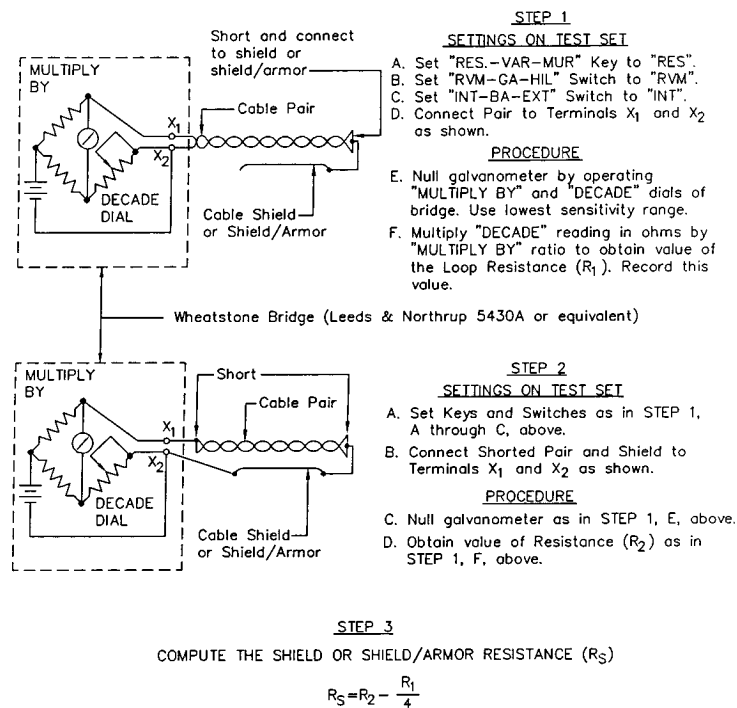 Short and connect
to shield or
shield/armor
MULTIPLY
BY
X1
Cable Pair
X2
DECADE
DIAL
Cable Shield
or Shield/Armor
STEP 1
SETTINGS ON TEST SET
A. Set "RES.-VAR-MUR" Key to "RES".
B. Set "RVM-GA-HIL" Switch to "RVM".
C. Set "INT-BA-EXT" Switch to "INT".
D. Connect Pair to Terminals X1 and X2
as shown.
PROCEDURE
E. Null galvanometer by operating
"MULTIPLY BY" and "DECADE" dials of
bridge. Use lowest sensitivity range.
F. Multiply "DECADE" reading in ohms by
"MULTIPLY BY" ratio to obtain value of
the Loop Resistance (R1). Record this
value.
Wheatstone Bridge (Leeds & Northrup 5430A or equivalent)
MULTIPLY
BY
Short
Cable Pair
X1
X2
DECADE
DIAL
Cable Shield
or Shield/Armor
STEP 2
SETTINGS ON TEST SET
A. Set Keys and Switches as in STEP 1,
A through C, above.
B. Connect Shorted Pair and Shield to
Terminals X1 and X2 as shown.
PROCEDURE
C. Null galvanometer as in STEP 1, E, above.
D. Obtain value of Resistance (R2) as in
STEP 1, F, above.
STEP 3
COMPUTE THE SHIELD OR SHIELD/ARMOR RESISTANCE (RS)
RS=R2 - R1/4